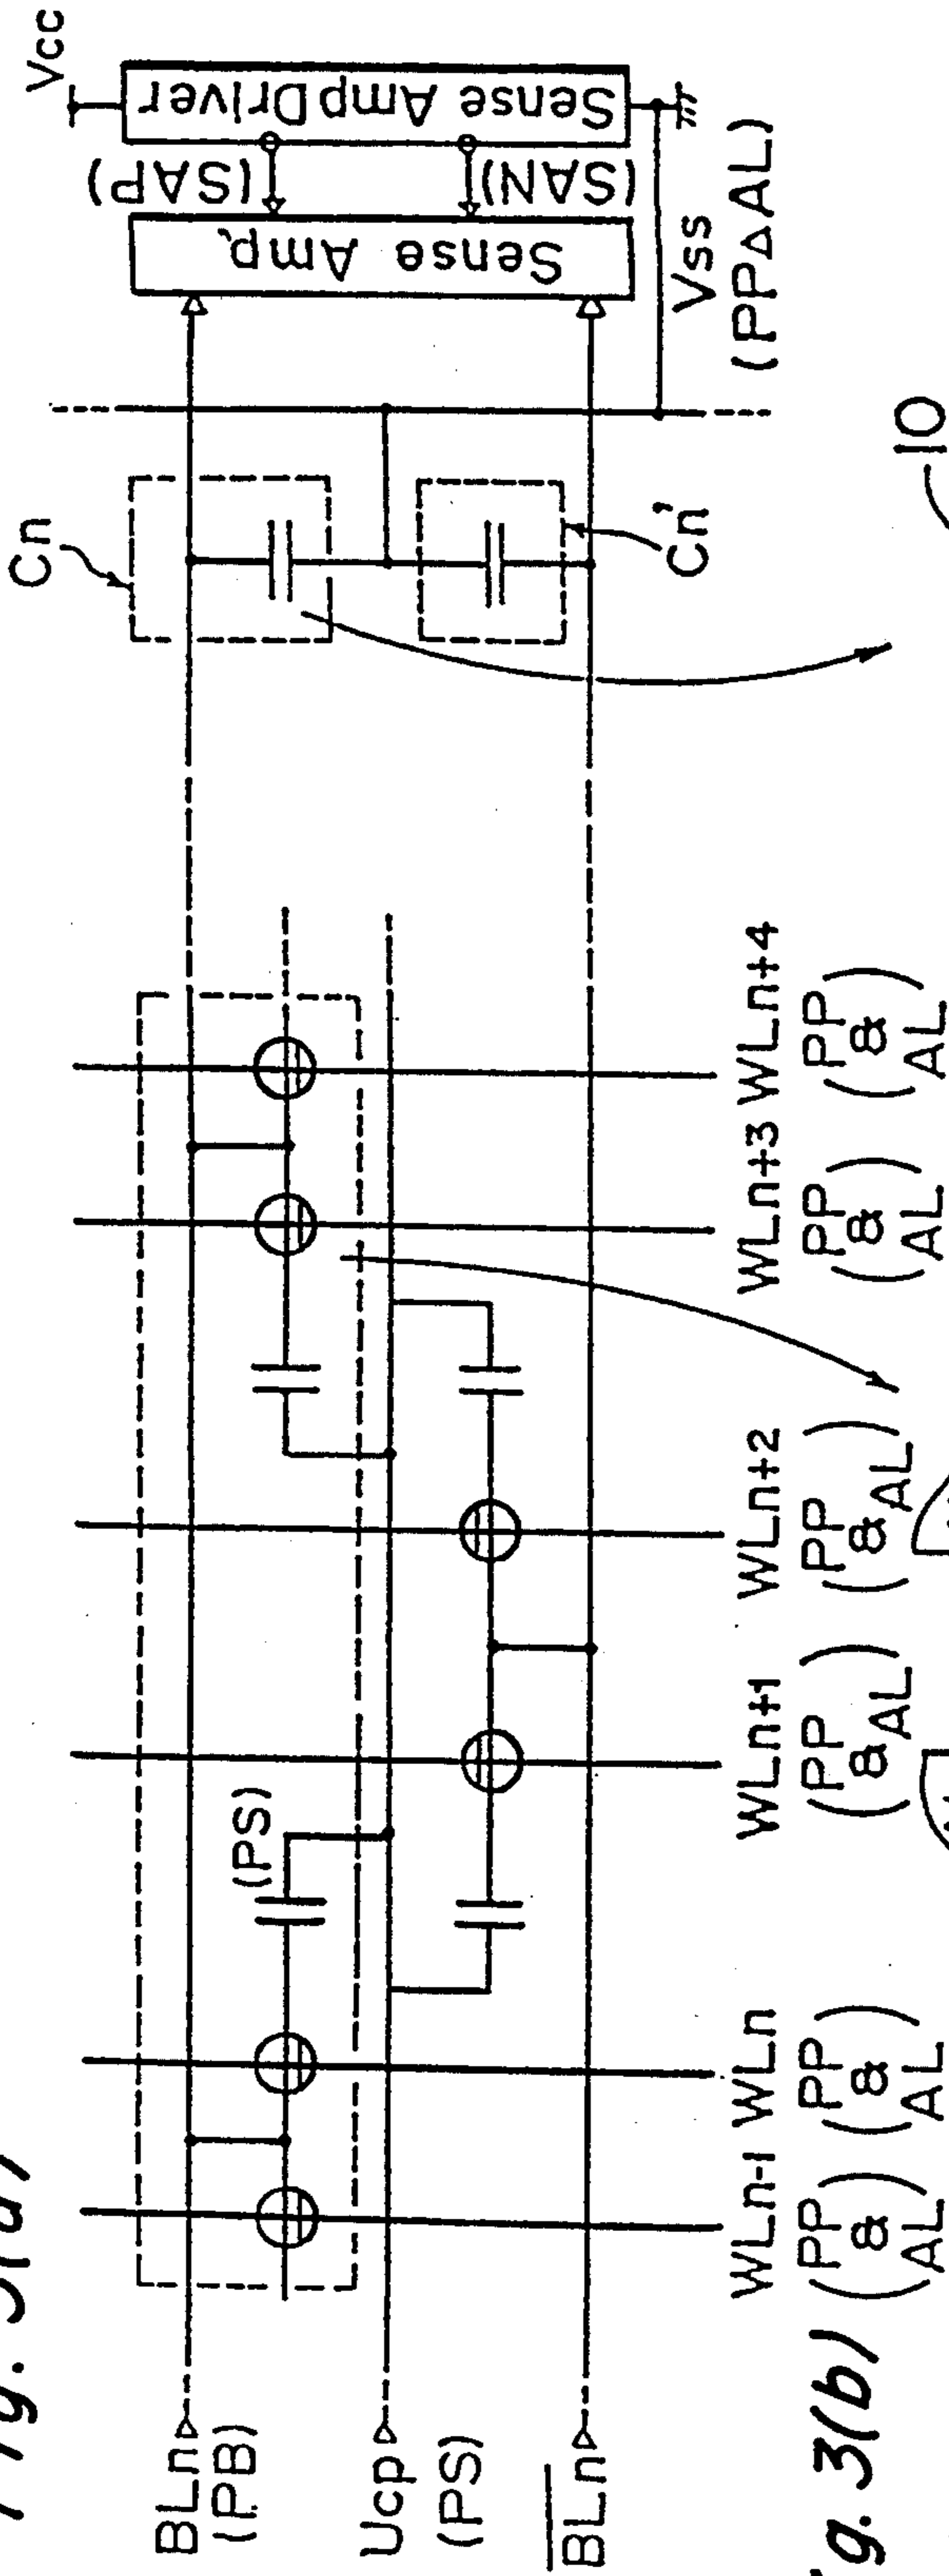 Fig. 3(a)
Vcc
Sense Amp Driver
(SAP)
(SAN)
Sense Amp.
Vss
(PP△AL)
Cn
Cn'
10
BLn
(PB)
Ucp
(PS)
BLn
(PS)
WLn-1 WLn WLn+1 WLn+2 WLn+3 WLn+4
(PP & AL) (PP & AL) (PP & AL) (PP & AL) (PP & AL) (PP & AL)
g. 3(b)